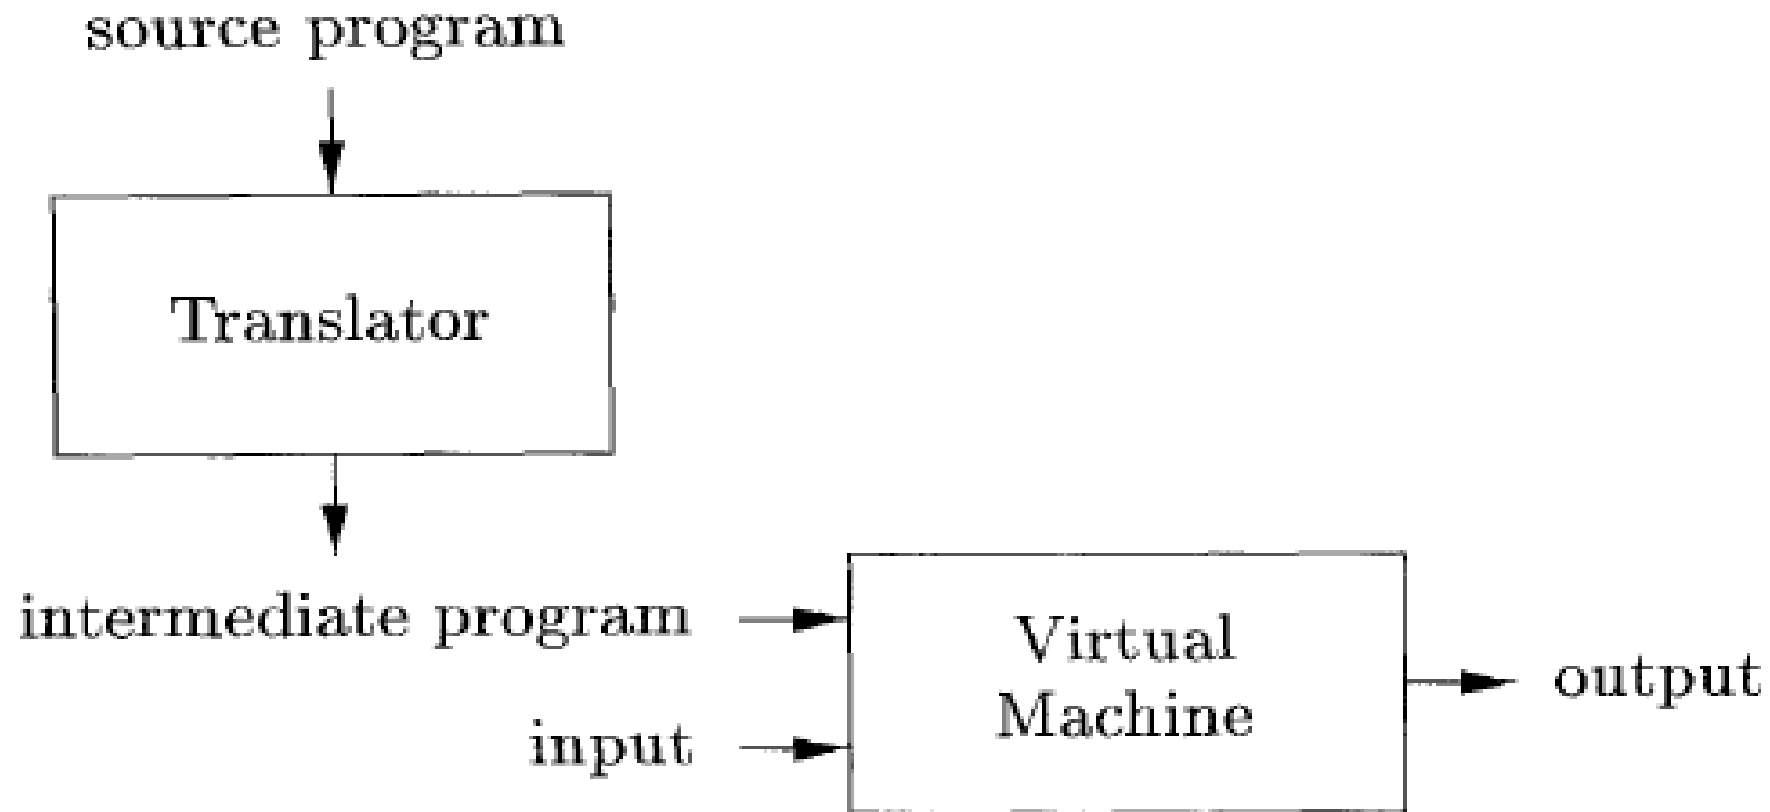 source program
Translator
intermediate program
input
Virtual
Machine
output